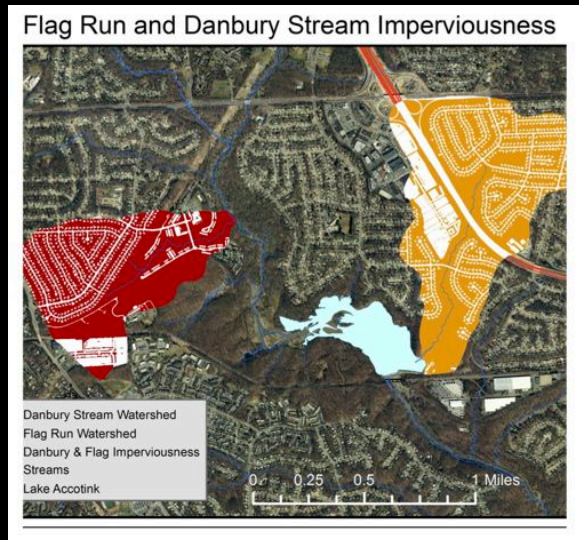 Flag Run and Danbury Stream Imperviousness
Danbury Stream Watershed
Flag Run Watershed
Danbury & Flag Imperviousness
Streams
Lake Accotink
0 0.25 0.5 1 Miles